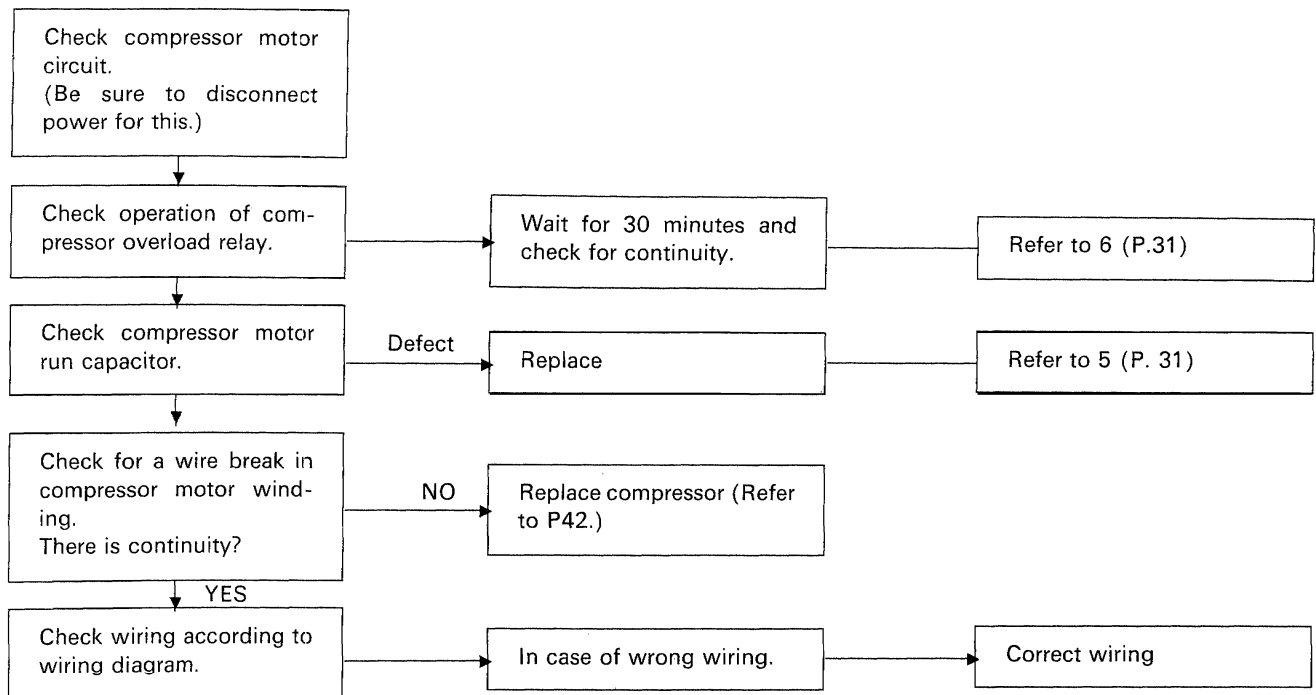 Check compressor motor
circuit.
(Be sure to disconnect
power for this.)
Check operation of com-
pressor overload relay.
Wait for 30 minutes and
check for continuity.
Refer to 6 (P.31)
Check compressor motor
run capacitor.
Defect
Replace
Refer to 5 (P. 31)
Check for a wire break in
compressor motor wind-
ing.
There is continuity?
NO
Replace compressor (Refer
to P42.)
YES
Check wiring according to
wiring diagram.
In case of wrong wiring.
Correct wiring